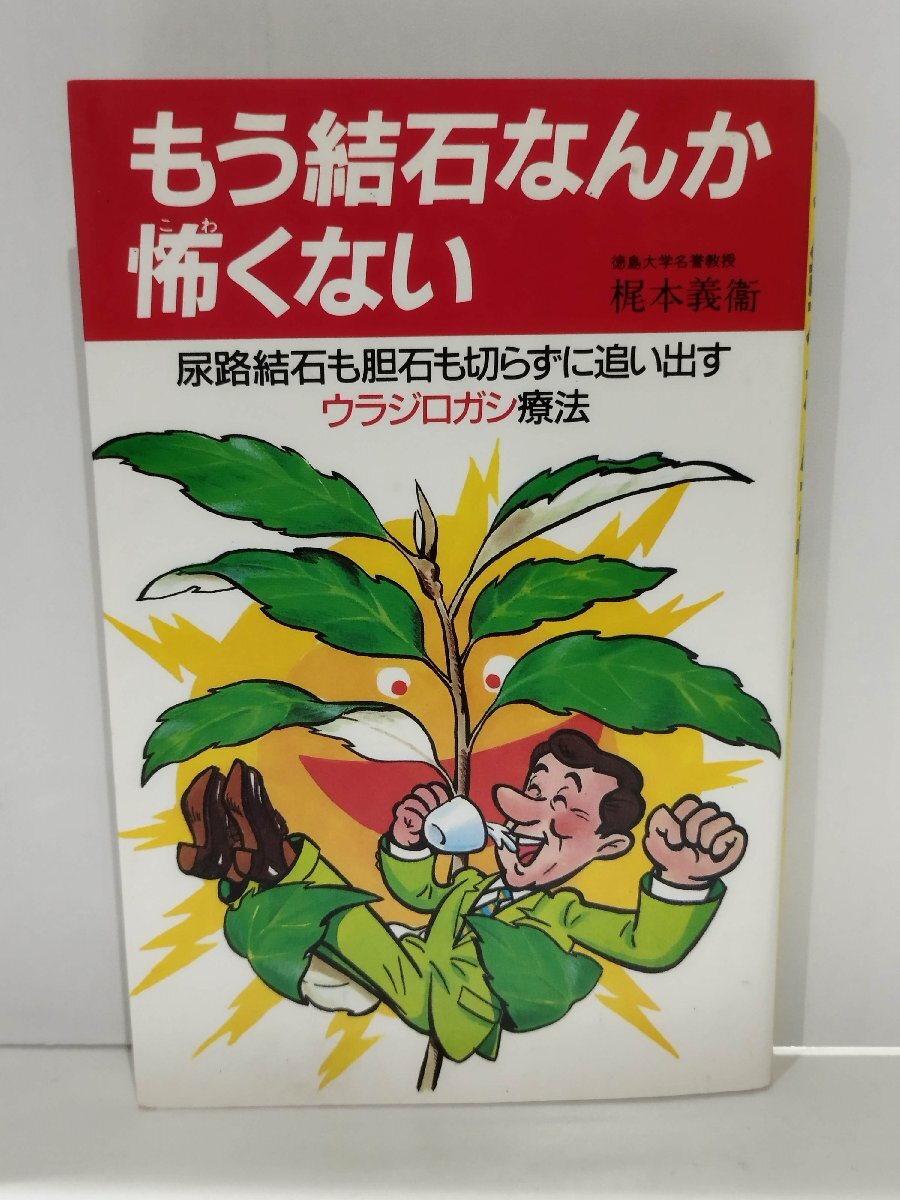 もう結石なんか
こわ
怖くない
徳島大学名誉教授
梶本義衞
尿路結石も胆石も切らずに追い出す
ウラジロガシ療法